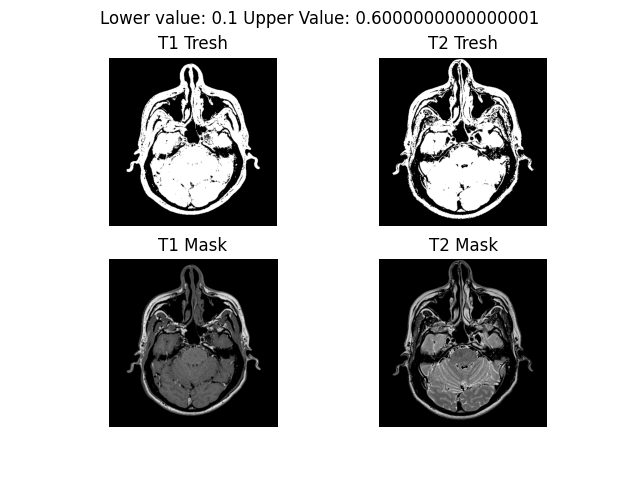 Lower value: 0.1 Upper Value: 0.6000000000000001
T1 Tresh
T2 Tresh
T1 Mask
T2 Mask